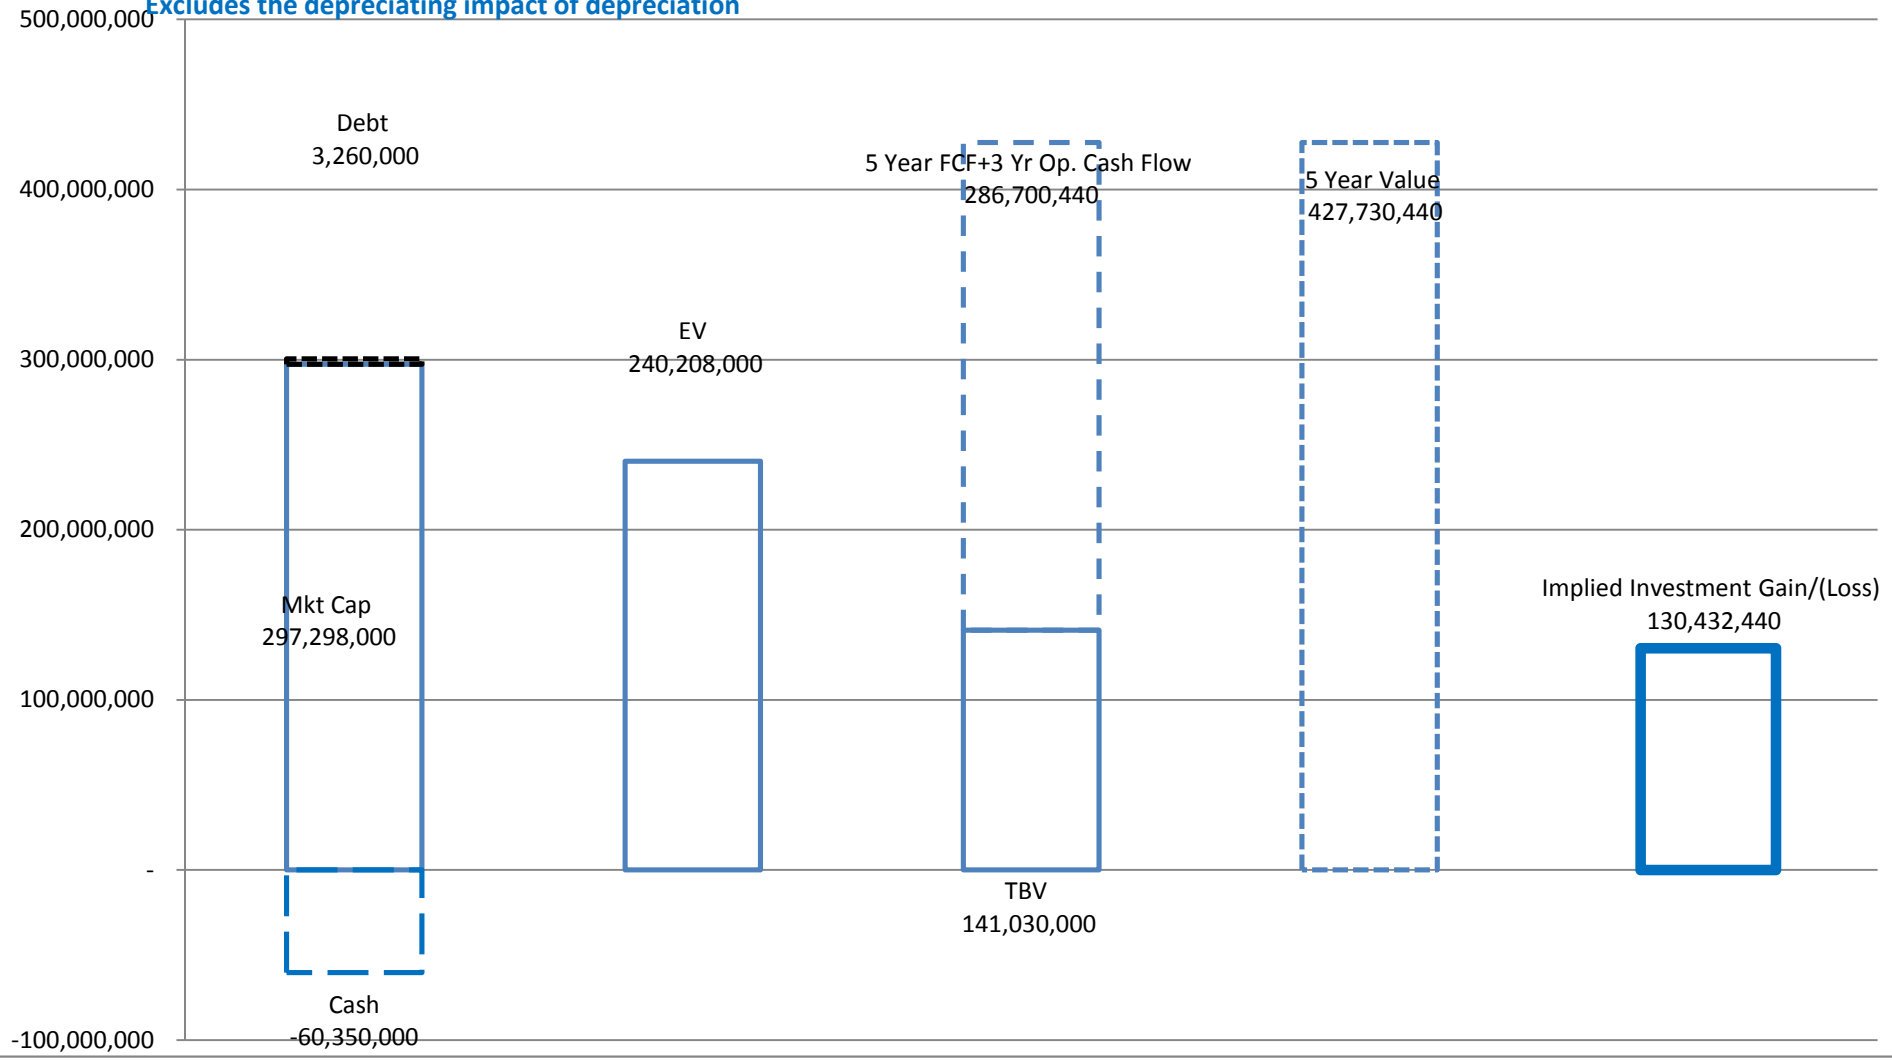 Excludes the depreciating impact of depreciation
500,000,000
400,000,000
300,000,000
200,000,000
100,000,000
-
-100,000,000
Debt
3,260,000
Mkt Cap
297,298,000
Cash
-60,350,000
EV
240,208,000
5 Year FCF+3 Yr Op. Cash Flow
286,700,440
TBV
141,030,000
5 Year Value
427,730,440
Implied Investment Gain/(Loss)
130,432,440